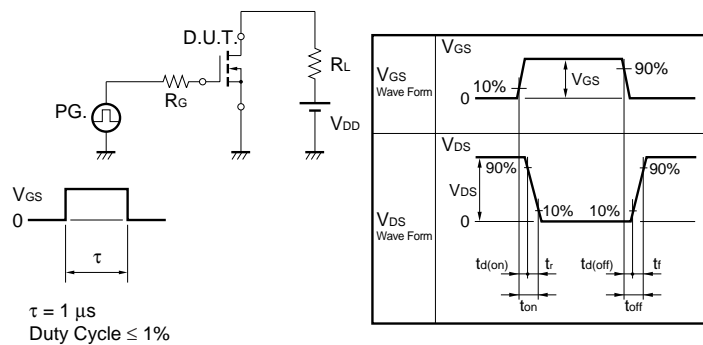 D.U.T.
RL
RG
PG.
VDD
VGS
0
τ
τ = 1 μs
Duty Cycle ≤ 1%
VGS
Wave Form
VGS
10%
VGS
90%
0
VDS
Wave Form
VDS
90%
VDS
90%
10%
10%
0
td(on)
tr
td(off)
tf
ton
toff